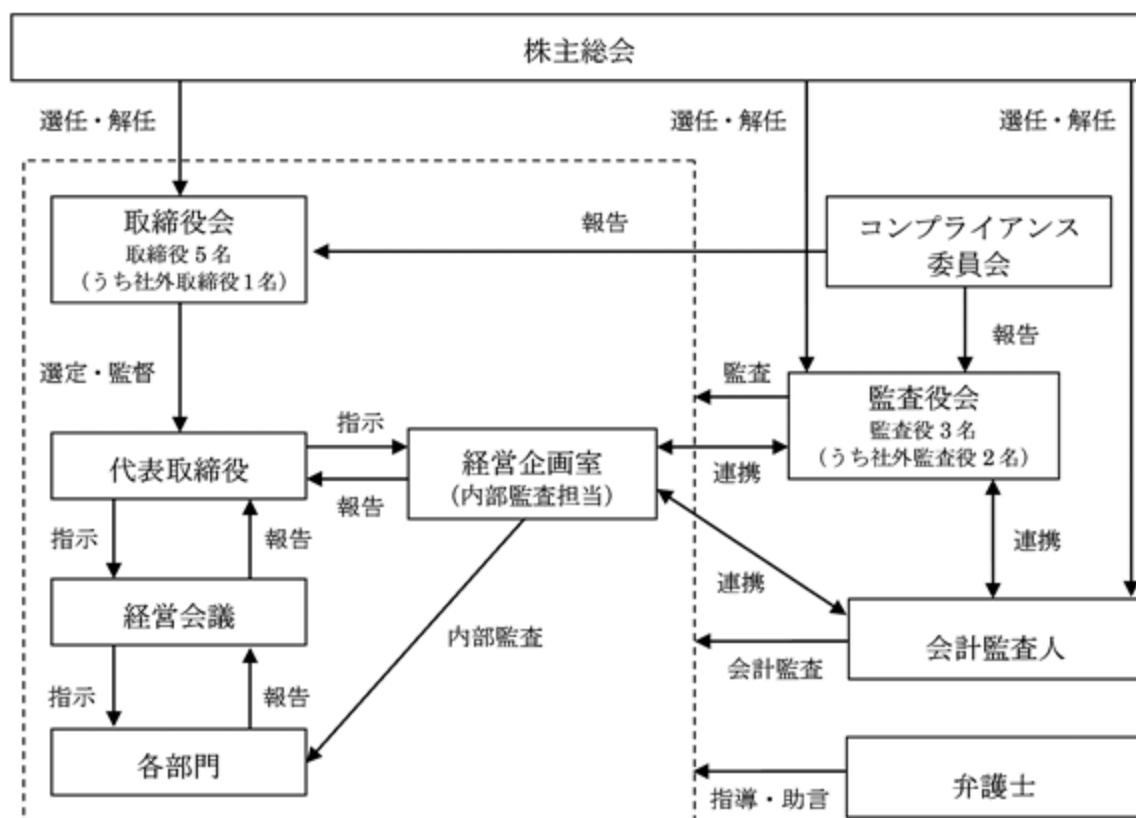 株主総会
選任・解任
選任・解任
選任・解任
取締役会
取締役5名
(うち社外取締役1名)
報告
コンプライアンス
委員会
報告
選定・監督
監査
監査役会
監査役3名
(うち社外監査役2名)
代表取締役
指示
報告
経営企画室
(内部監査担当)
連携
連携
指示
報告
経営会議
連携
内部監査
会計監査人
会計監査
指示
報告
各部門
弁護士
指導・助言